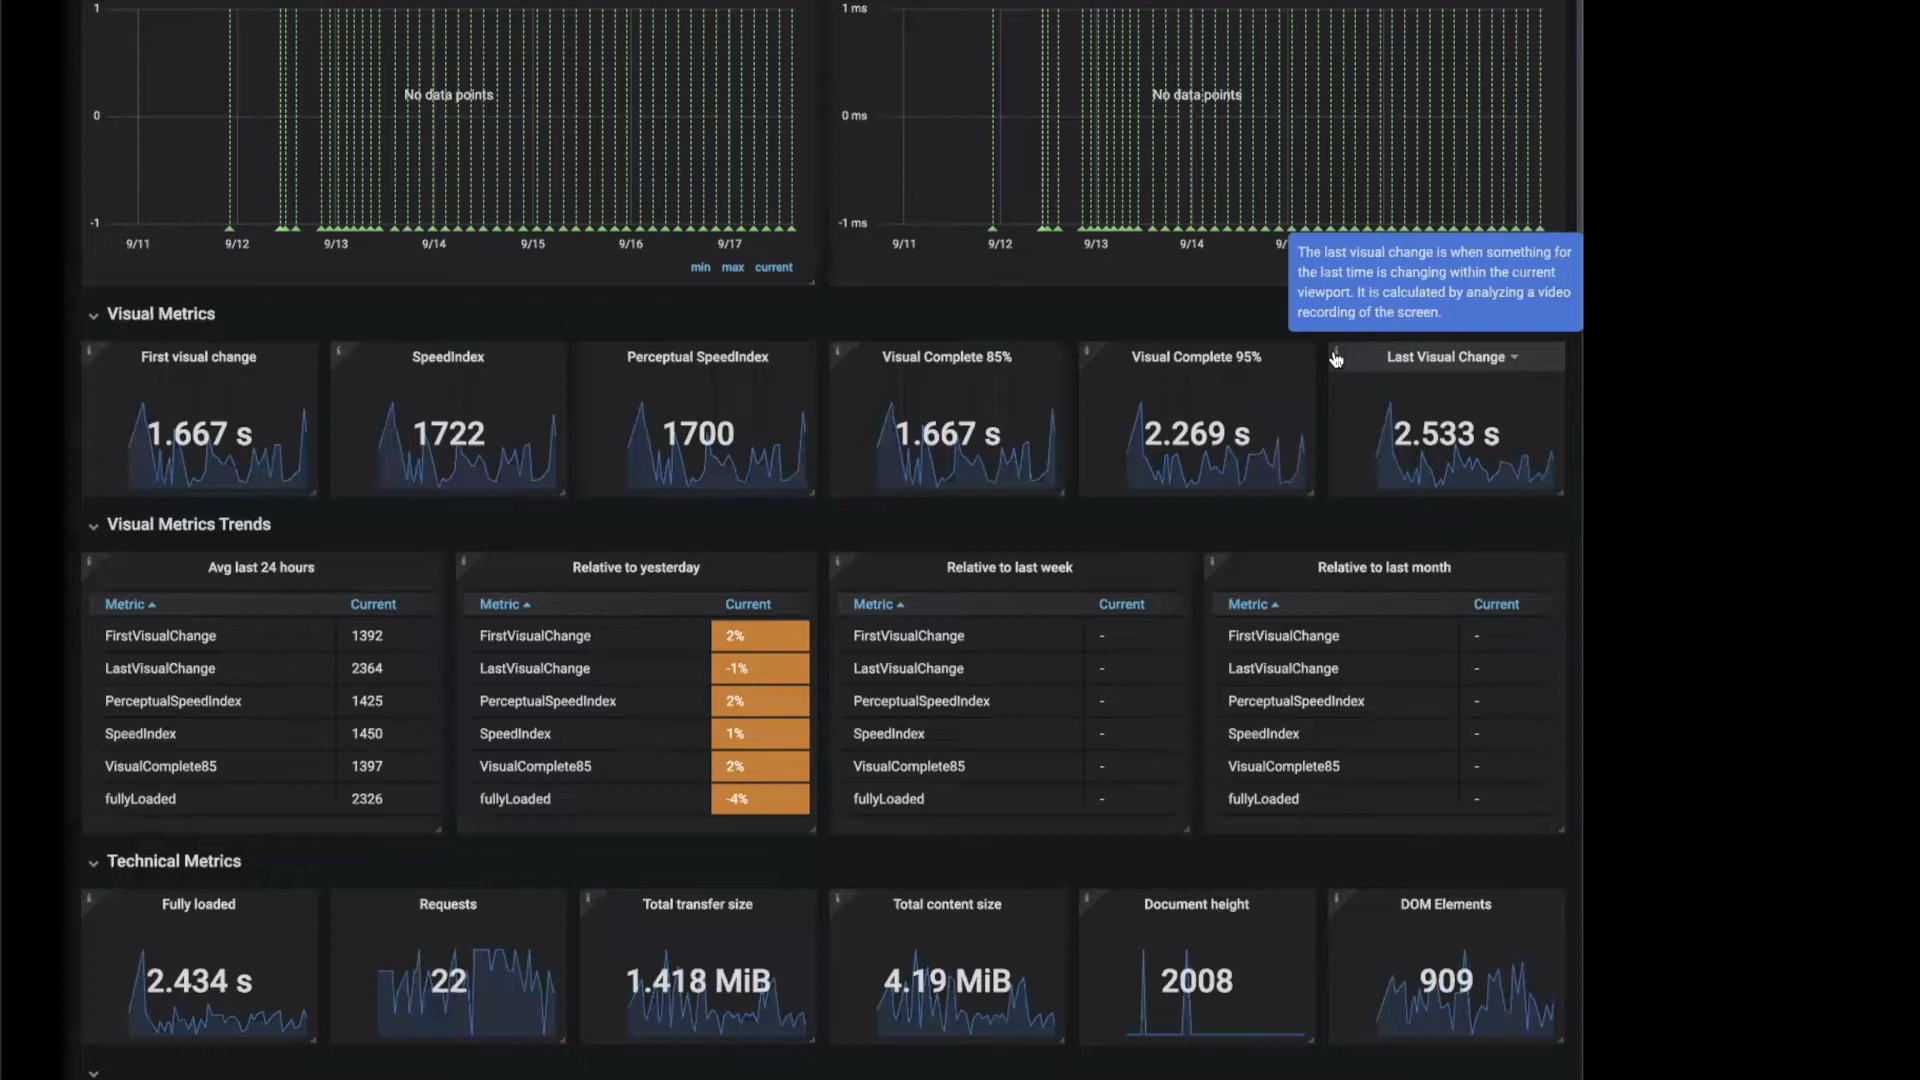 1
0
-1
No data points
9/11 9/12 9/13 9/14 9/15 9/16 9/17
min max current
1 ms
0 ms
-1 ms
No data points
9/11 9/12 9/13 9/14
The last visual change is when something for
the last time is changing within the current
viewport. It is calculated by analyzing a video
recording of the screen.
Visual Metrics
First visual change
1.667 s
SpeedIndex
1722
Perceptual SpeedIndex
1700
Visual Complete 85%
1.667 s
Visual Complete 95%
2.269 s
Last Visual Change
2.533 s
Visual Metrics Trends
Avg last 24 hours
Metric Current
FirstVisualChange 1392
LastVisualChange 2364
PerceptualSpeedIndex 1425
SpeedIndex 1450
VisualComplete85 1397
fullyLoaded 2326
Relative to yesterday
Metric Current
FirstVisualChange 2%
LastVisualChange -1%
PerceptualSpeedIndex 2%
SpeedIndex 1%
VisualComplete85 2%
fullyLoaded -4%
Relative to last week
Metric Current
FirstVisualChange -
LastVisualChange -
PerceptualSpeedIndex -
SpeedIndex -
VisualComplete85 -
fullyLoaded -
Relative to last month
Metric Current
FirstVisualChange -
LastVisualChange -
PerceptualSpeedIndex -
SpeedIndex -
VisualComplete85 -
fullyLoaded -
Technical Metrics
Fully loaded
2.434 s
Requests
22
Total transfer size
1.418 MiB
Total content size
4.19 MiB
Document height
2008
DOM Elements
909